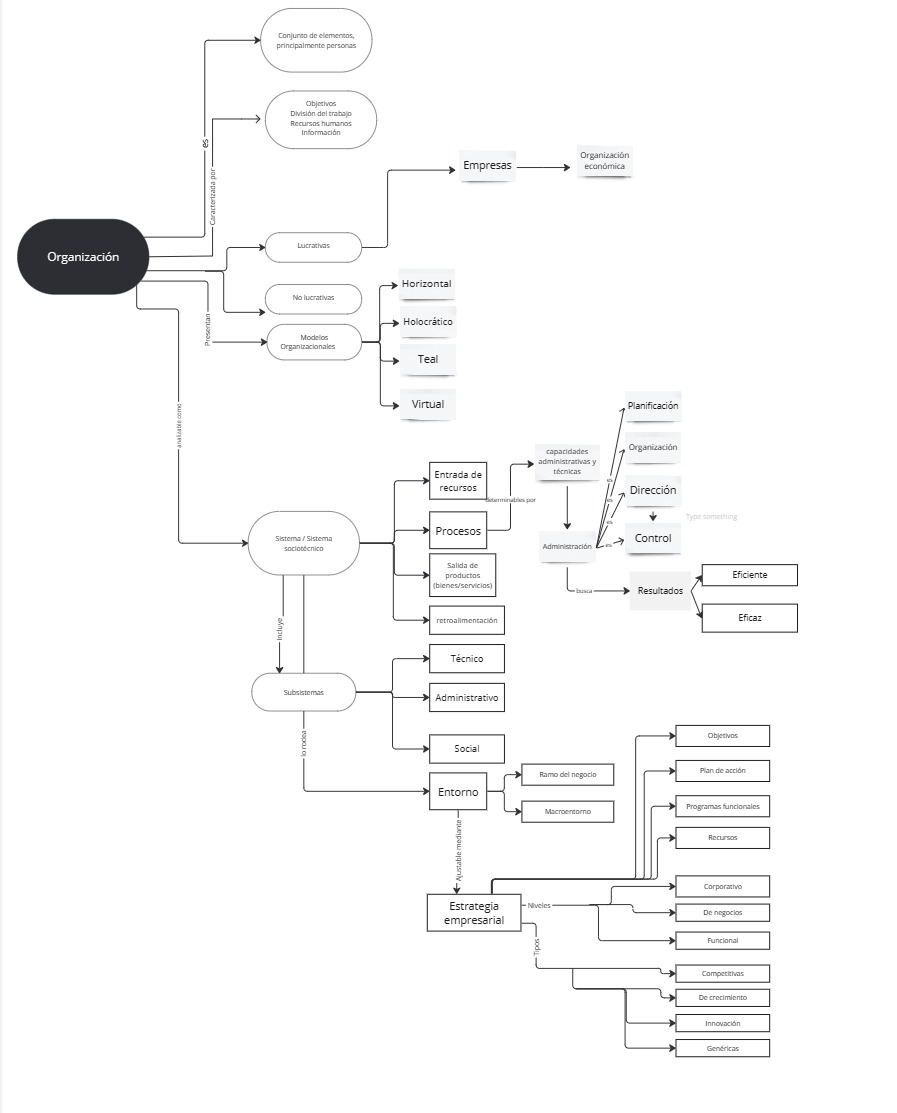 Conjunto de elementos,
principalmente personas
Objetivos
División del trabajo
Recursos humanos
Información
es
Caracterizada por
Empresas
Organización
económica
Organización
Lucrativas
No lucrativas
Presentan
Modelos
Organizacionales
Horizontal
Holocrático
Teal
Virtual
analizable como
Sistema / Sistema
sociotécnico
Entrada de
recursos
Procesos
Determinables por
capacidades
administrativas y
técnicas
Administración
es
es
es
es
Planificación
Organización
Dirección
Control
Type something
busca
Resultados
Eficiente
Eficaz
Salida de
productos
(bienes/servicios)
retroalimentación
Incluye
Subsistemas
Técnico
Administrativo
Social
lo rodea
Entorno
Ramo del negocio
Macroentorno
Ajustable mediante
Estrategia
empresarial
Objetivos
Plan de acción
Programas funcionales
Recursos
Niveles
Corporativo
De negocios
Funcional
Tipos
Competitivas
De crecimiento
Innovación
Genéricas